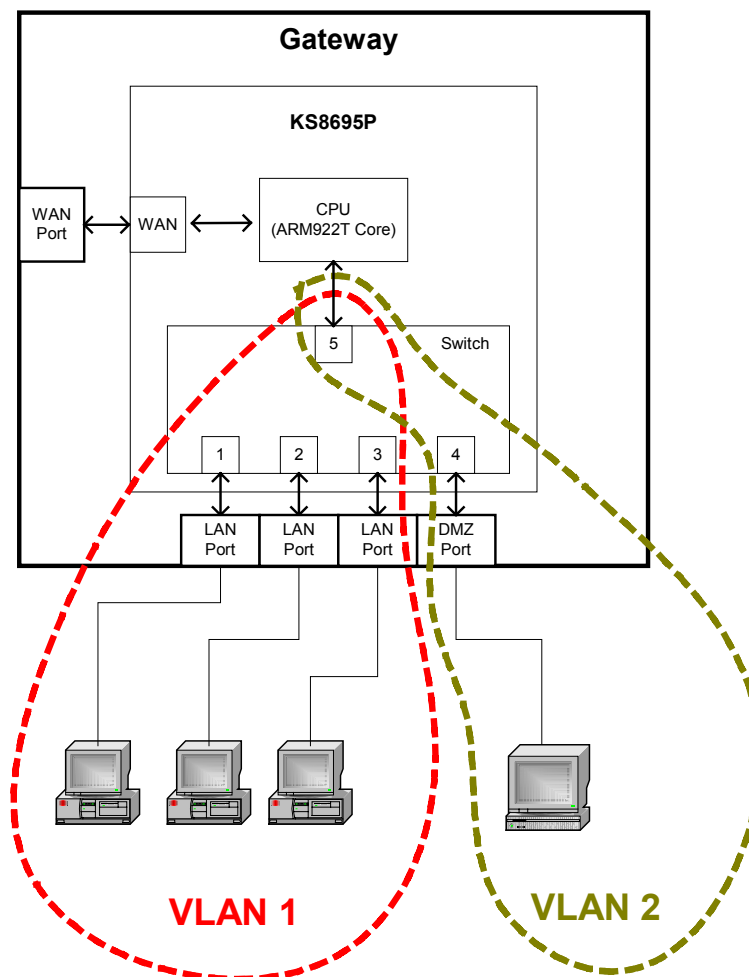 Gateway
KS8695P
WAN
Port
WAN
CPU
(ARM922T Core)
5
Switch
1
2
3
4
LAN
Port
LAN
Port
LAN
Port
DMZ
Port
VLAN 1
VLAN 2